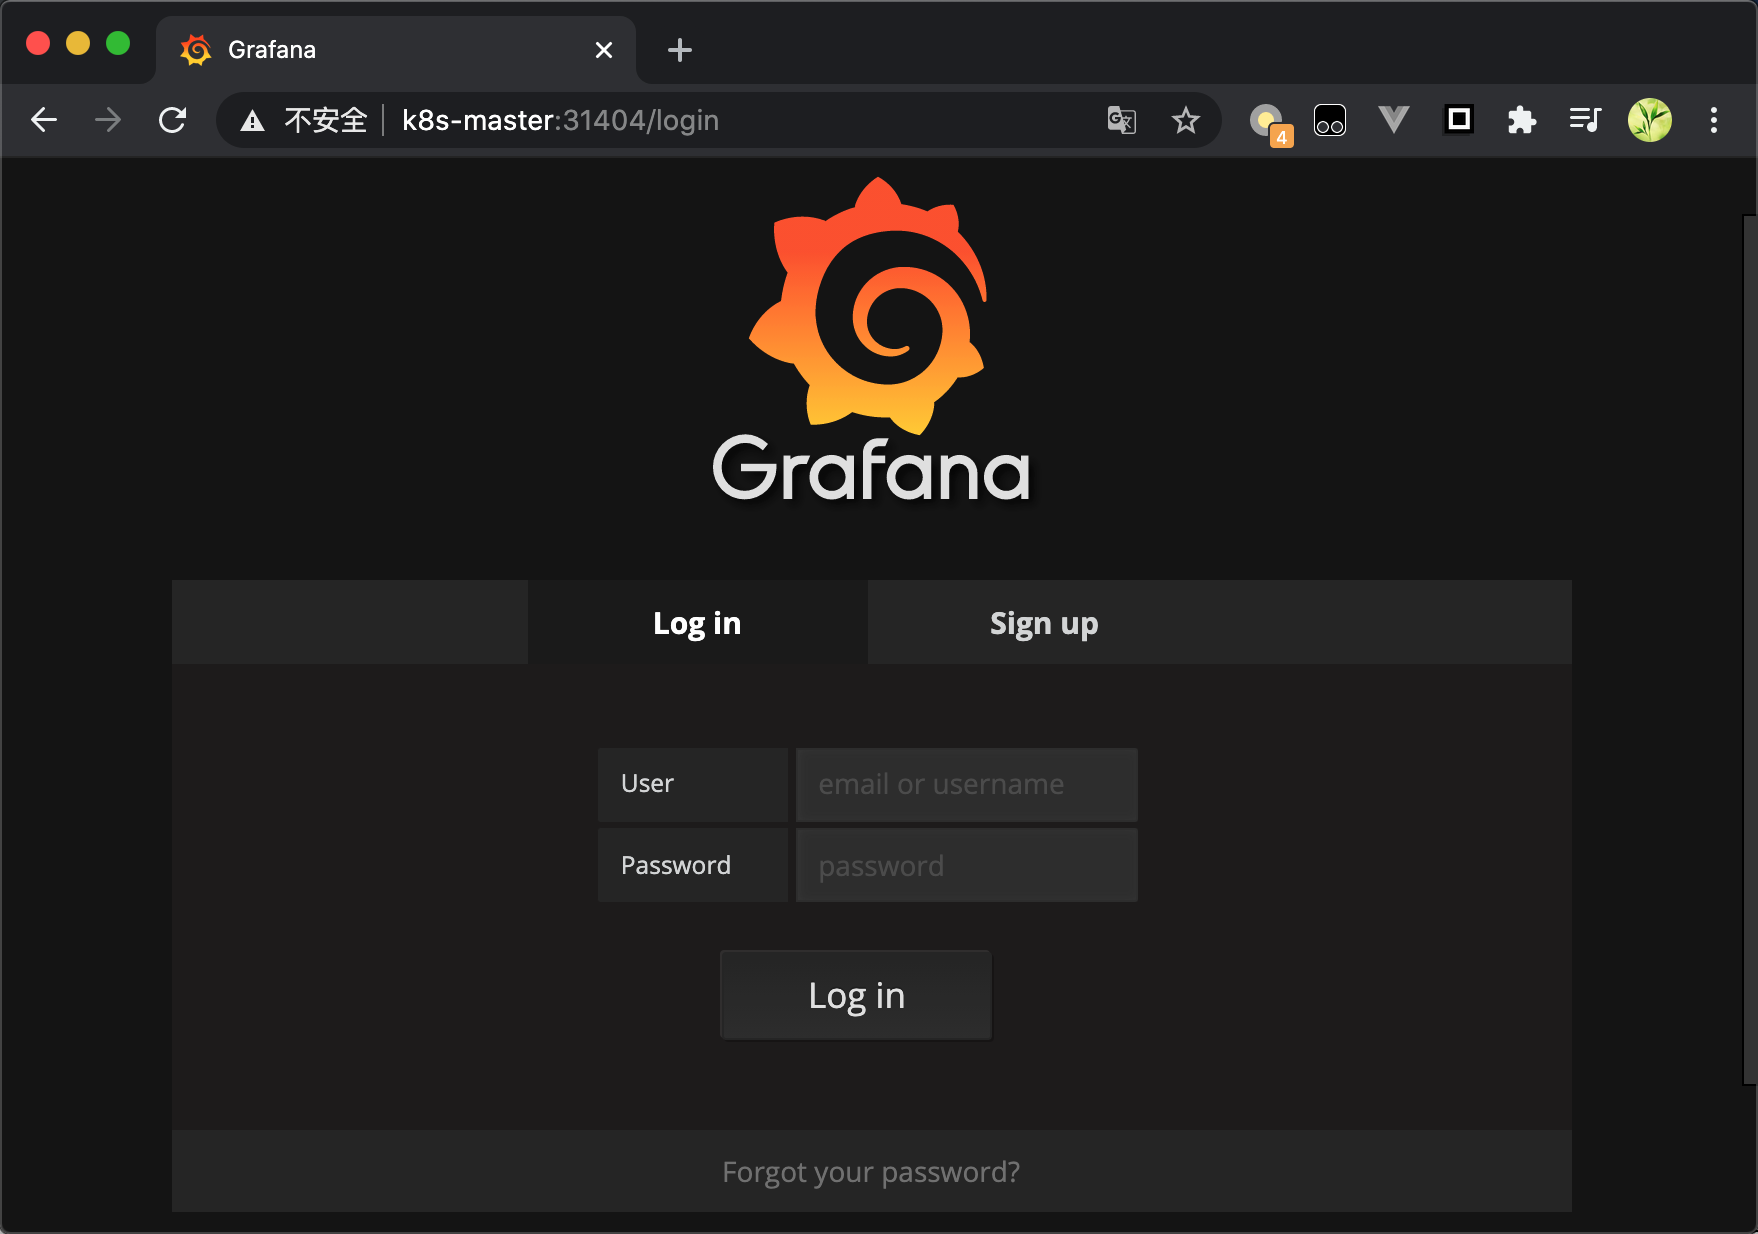 Grafana
不安全 k8s-master:31404/login
4
Grafana
Log in Sign up
User email or username
Password password
Log in
Forgot your password?